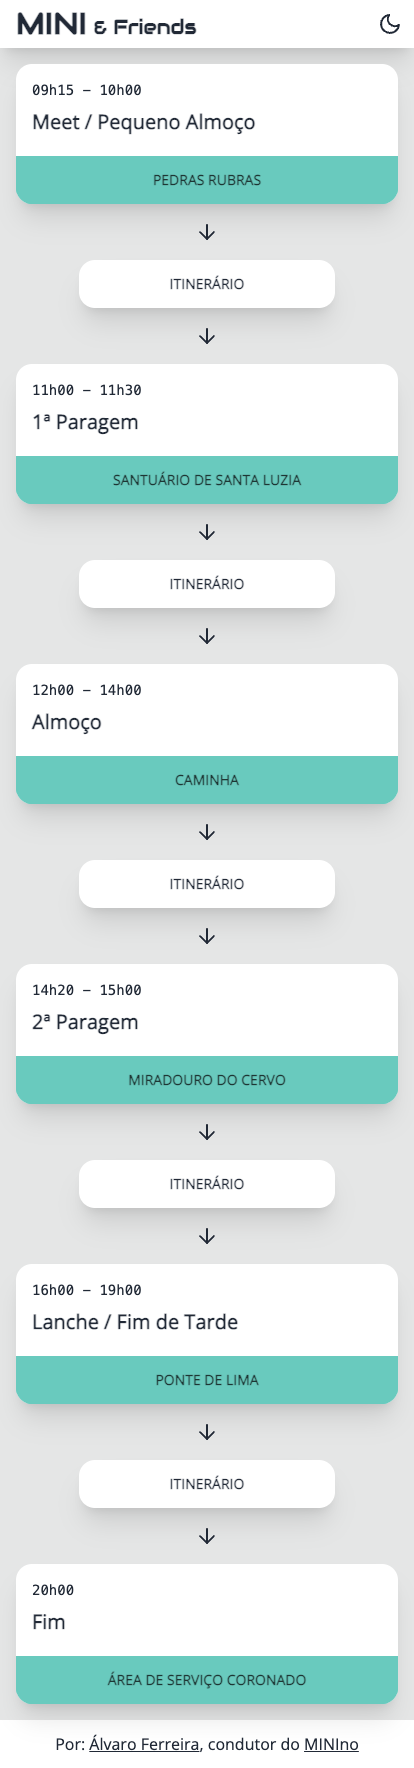 MINI & Friends
09h15 – 10h00
Meet / Pequeno Almoço
PEDRAS RUBRAS
ITINERÁRIO
11h00 – 11h30
1ª Paragem
SANTUÁRIO DE SANTA LUZIA
ITINERÁRIO
12h00 – 14h00
Almoço
CAMINHA
ITINERÁRIO
14h20 – 15h00
2ª Paragem
MIRADOURO DO CERVO
ITINERÁRIO
16h00 – 19h00
Lanche / Fim de Tarde
PONTE DE LIMA
ITINERÁRIO
20h00
Fim
ÁREA DE SERVIÇO CORONADO
Por: Álvaro Ferreira, condutor do MINIno